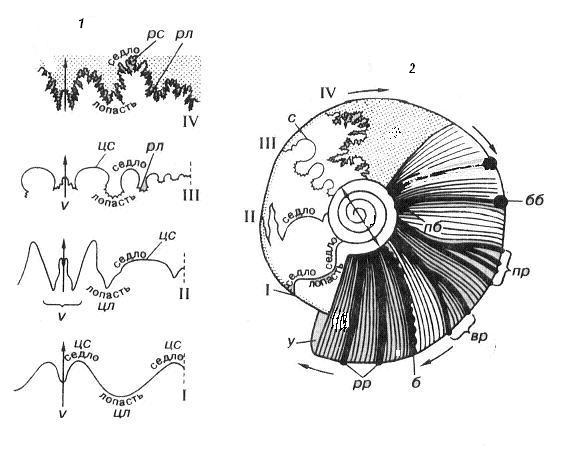 1
седло
рс
рл
лопасть
IV
цс
седло
рл
v
лопасть
III
седло
цс
v
лопасть
цл
II
цс
седло
цс
седло
v
лопасть
цл
I
2
IV
с
III
II
седло
пб
бб
седло
лопасть
I
пр
вр
у
рр
б